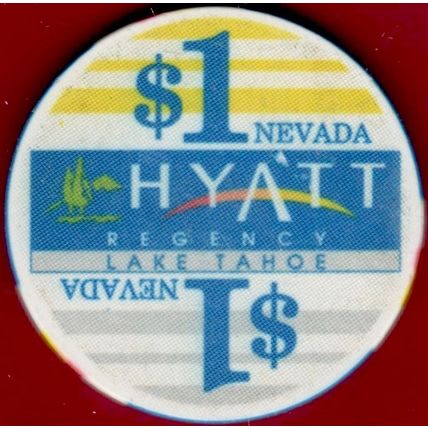 $1
NEVADA
HYATT
REGENCY
LAKE TAHOE
NEVADA
$1